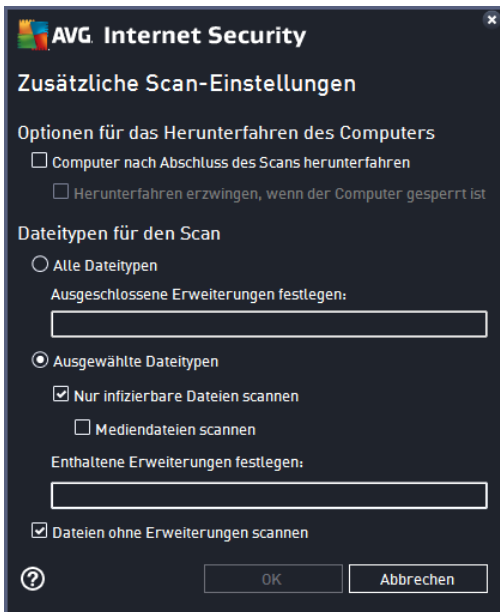 AVG Internet Security
Zusätzliche Scan-Einstellungen
Optionen für das Herunterfahren des Computers
Computer nach Abschluss des Scans herunterfahren
Herunterfahren erzwingen, wenn der Computer gesperrt ist
Dateitypen für den Scan
Alle Dateitypen
Ausgeschlossene Erweiterungen festlegen:
Ausgewählte Dateitypen
Nur infizierbare Dateien scannen
Mediendateien scannen
Enthaltene Erweiterungen festlegen:
Dateien ohne Erweiterungen scannen
? OK Abbrechen